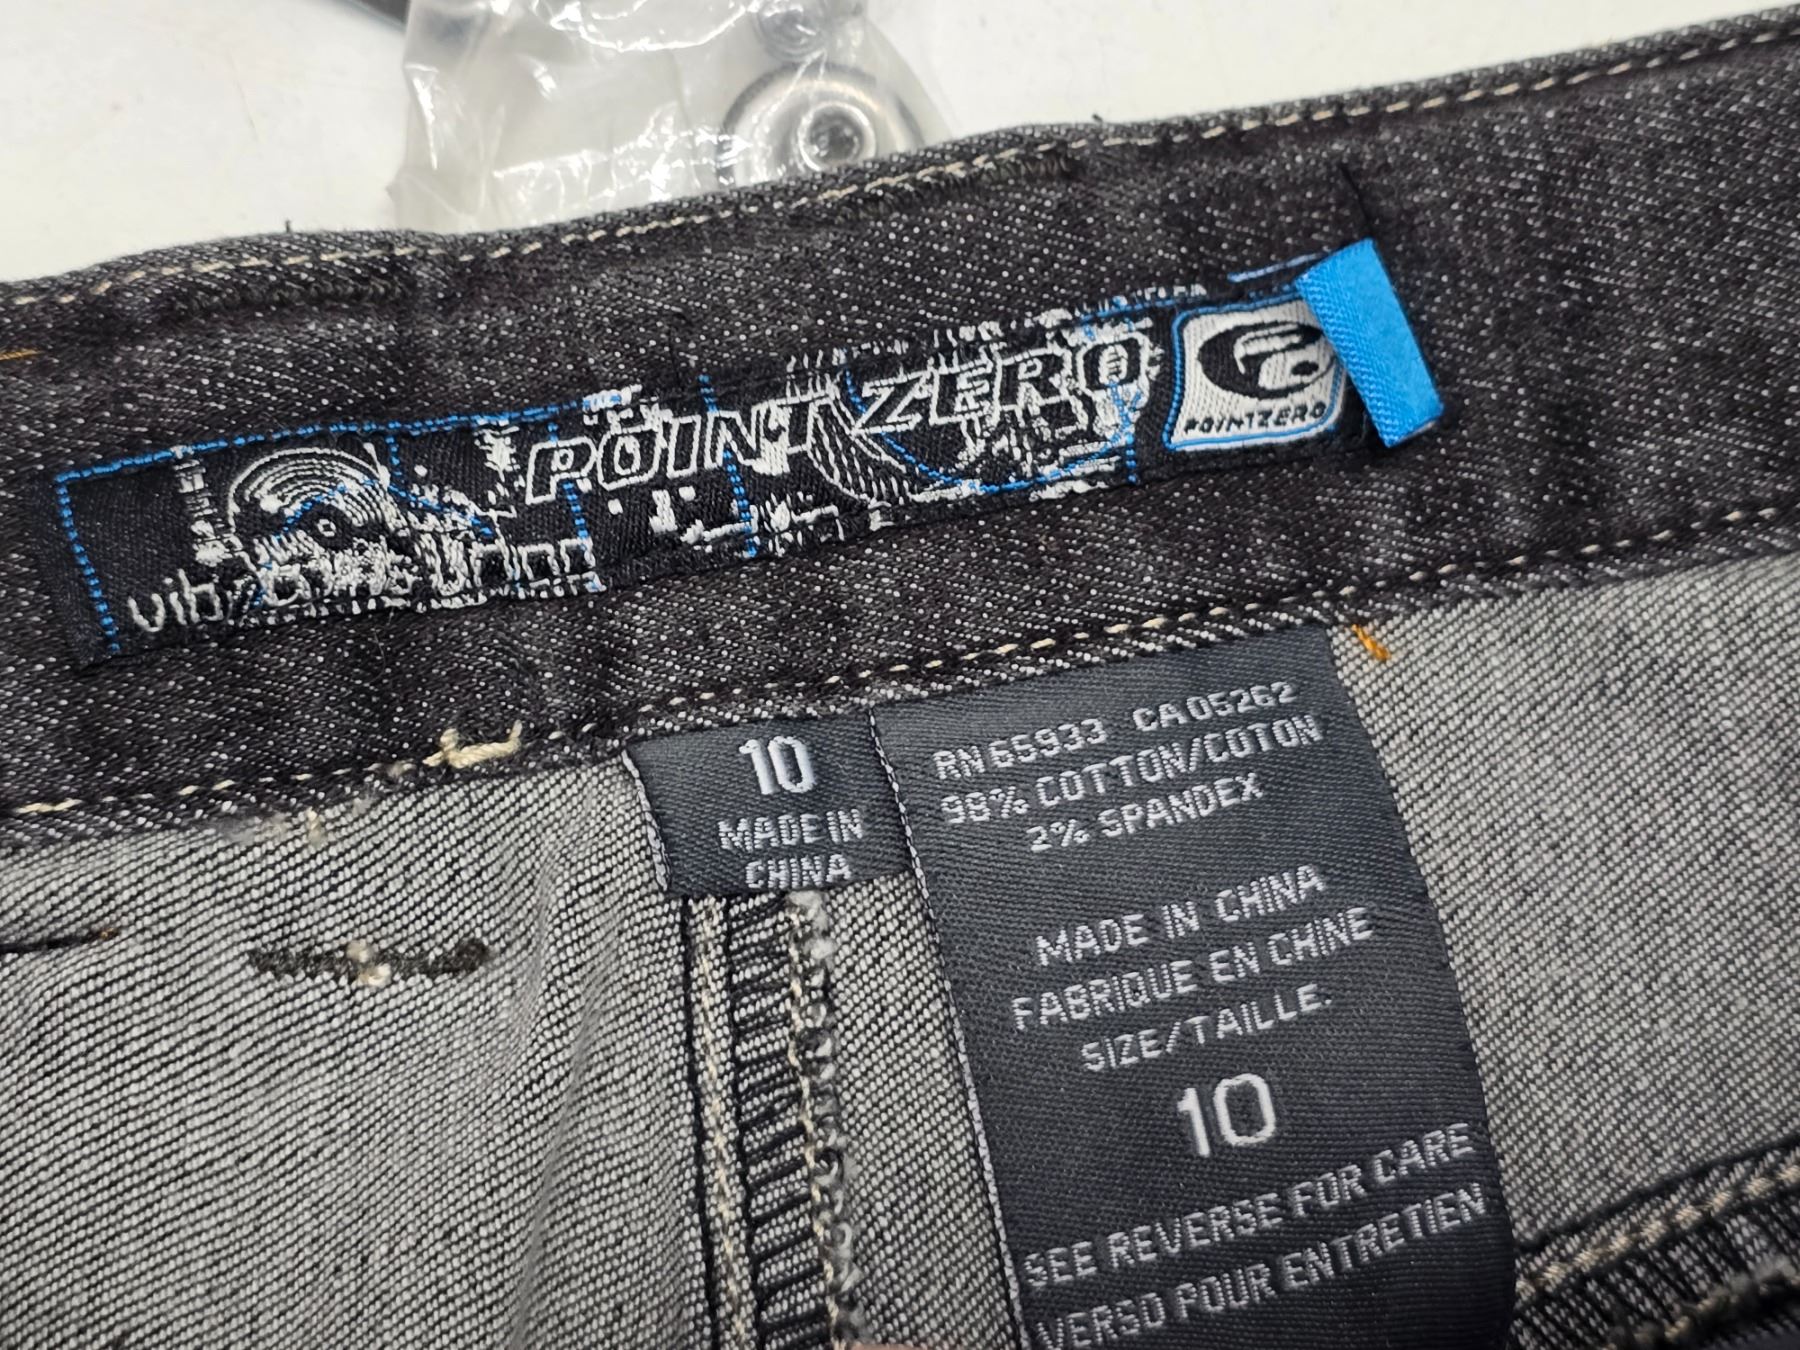 POINT ZERO
POINTZERO
10
MADE IN
CHINA
RN 66933 CA 05262
98% COTTON/COTON
2% SPANDEX
MADE IN CHINA
FABRIQUE EN CHINE
SIZE/TAILLE.
10
SEE REVERSE FOR CARE
VERSO POUR ENTRETIEN